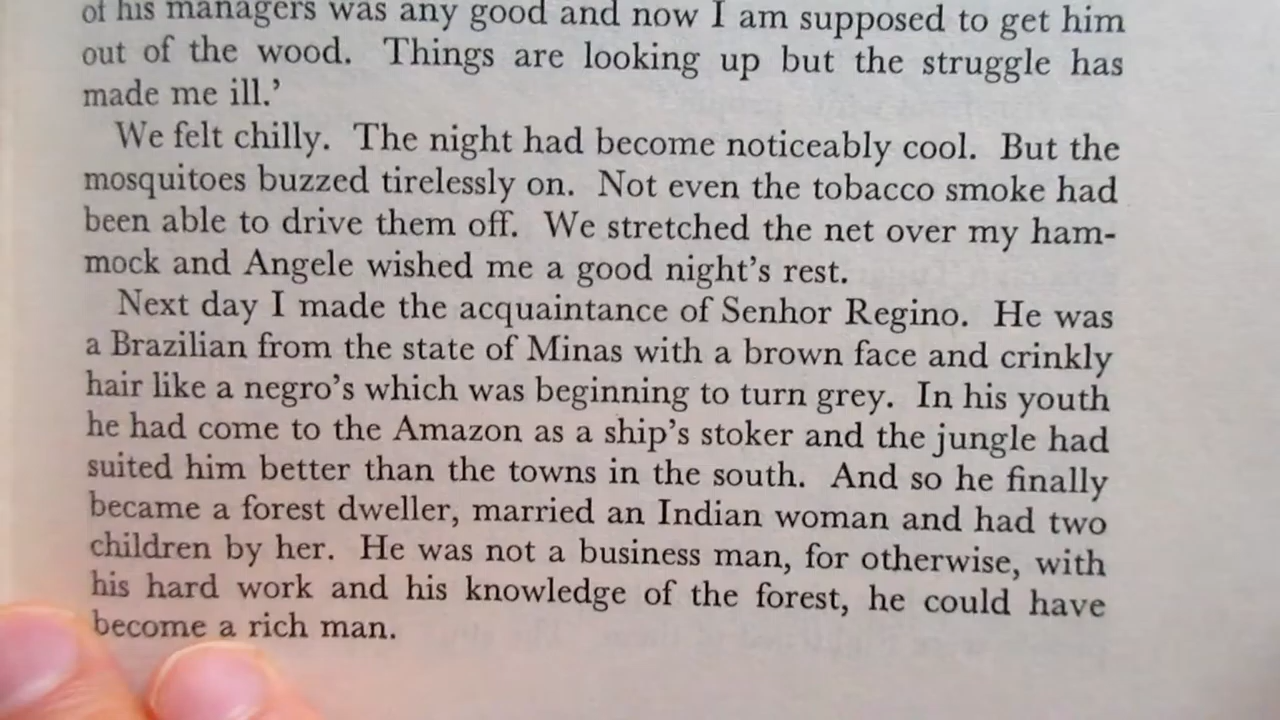 of his managers was any good and now I am supposed to get him
out of the wood. Things are looking up but the struggle has
made me ill.’
We felt chilly. The night had become noticeably cool. But the
mosquitoes buzzed tirelessly on. Not even the tobacco smoke had
been able to drive them off. We stretched the net over my ham-
mock and Angele wished me a good night’s rest.
Next day I made the acquaintance of Senhor Regino. He was
a Brazilian from the state of Minas with a brown face and crinkly
hair like a negro’s which was beginning to turn grey. In his youth
he had come to the Amazon as a ship’s stoker and the jungle had
suited him better than the towns in the south. And so he finally
became a forest dweller, married an Indian woman and had two
children by her. He was not a business man, for otherwise, with
his hard work and his knowledge of the forest, he could have
become a rich man.